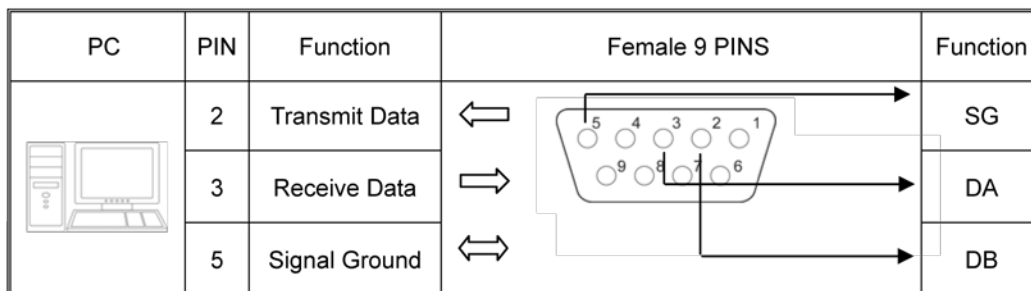 PC PIN Function Female 9 PINS Function
2 Transmit Data SG
5 4 3 2 1
9 8 7 6
3 Receive Data DA
5 Signal Ground DB